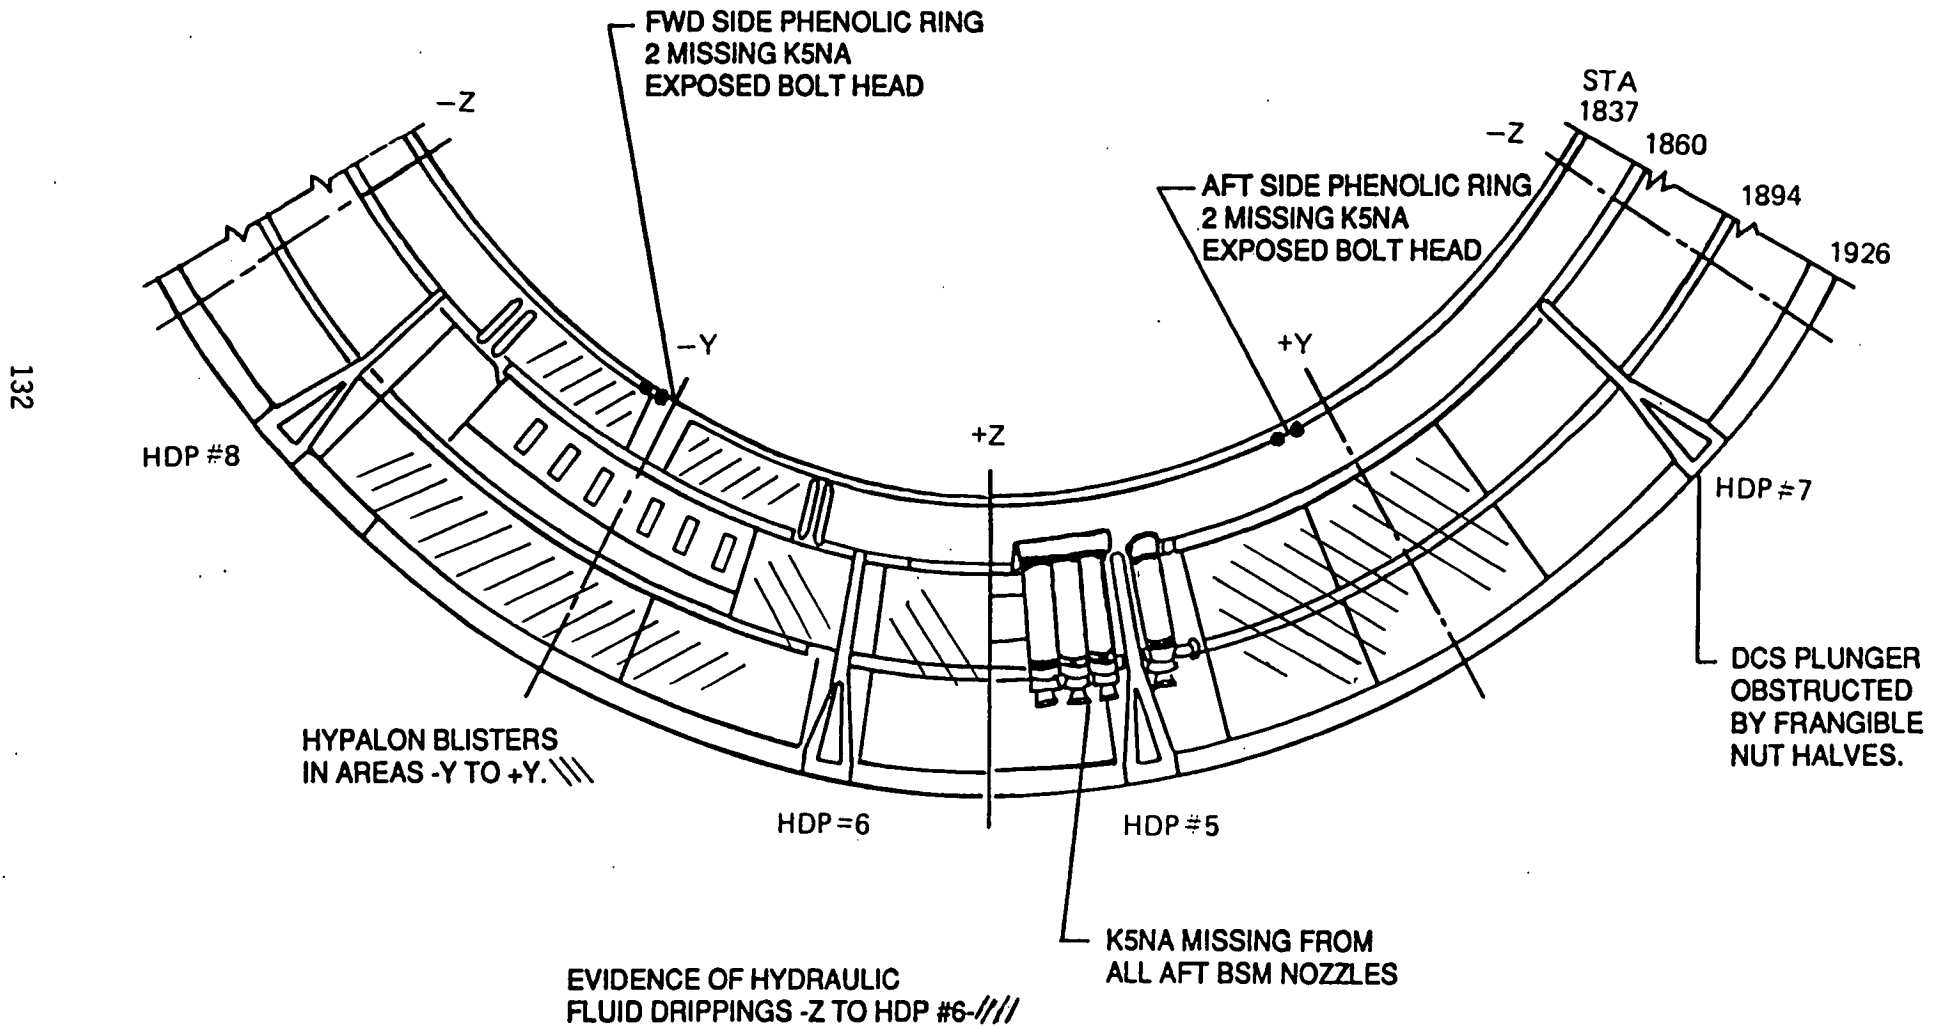 FWD SIDE PHENOLIC RING
2 MISSING K5NA
EXPOSED BOLT HEAD
-Z
STA
1837
-Z
1860
AFT SIDE PHENOLIC RING
2 MISSING K5NA
EXPOSED BOLT HEAD
1894
1926
-Y
+Y
132
+Z
HDP #8
HDP #7
DCS PLUNGER
OBSTRUCTED
BY FRANGIBLE
NUT HALVES.
HYPALON BLISTERS
IN AREAS -Y TO +Y.
HDP =6
HDP #5
K5NA MISSING FROM
ALL AFT BSM NOZZLES
EVIDENCE OF HYDRAULIC
FLUID DRIPPINGS -Z TO HDP #6-